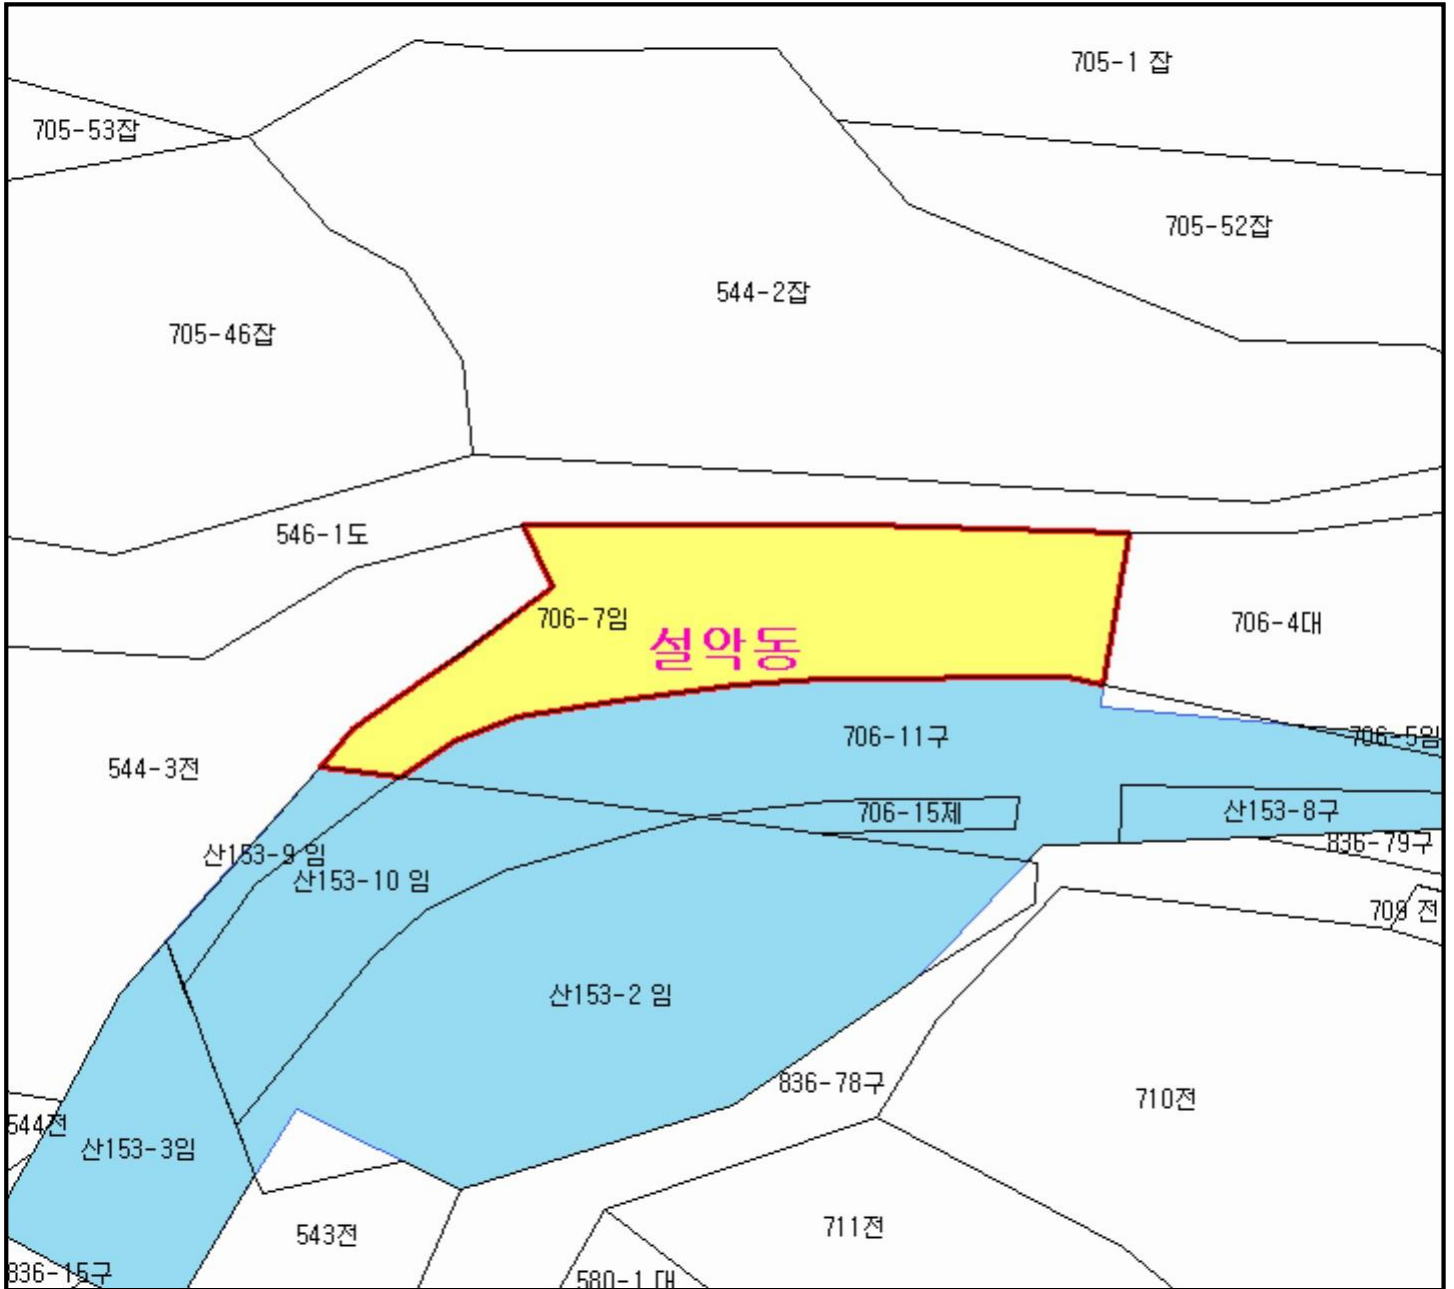 705-1 잡
705-53잡
705-52잡
544-2잡
705-46잡
546-1도
706-7임
706-4대
설악동
706-11구
706-5임
544-3전
706-15제
산153-8구
836-79구
산153-9 임
산153-10 임
709 전
산153-2 임
836-78구
710전
544전
산153-3임
711전
543전
836-15구
580-1 대